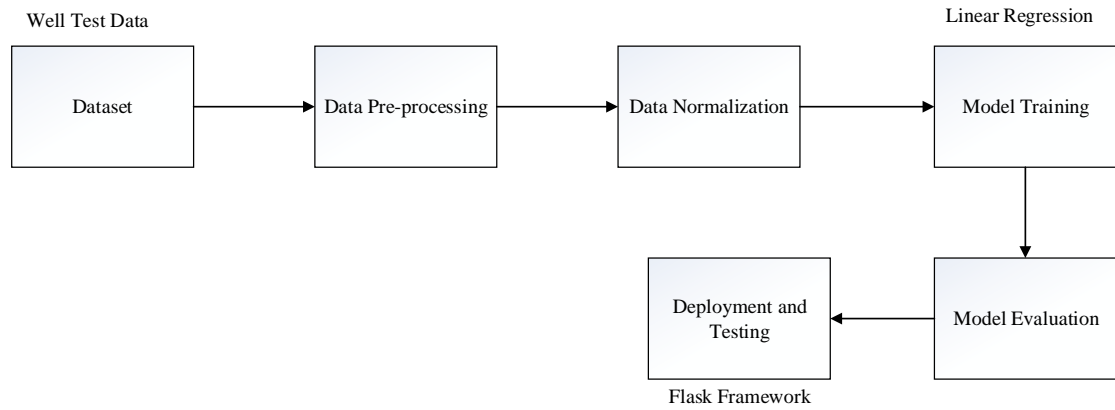 Well Test Data
Linear Regression
Dataset
Data Pre-processing
Data Normalization
Model Training
Deployment and
Testing
Model Evaluation
Flask Framework